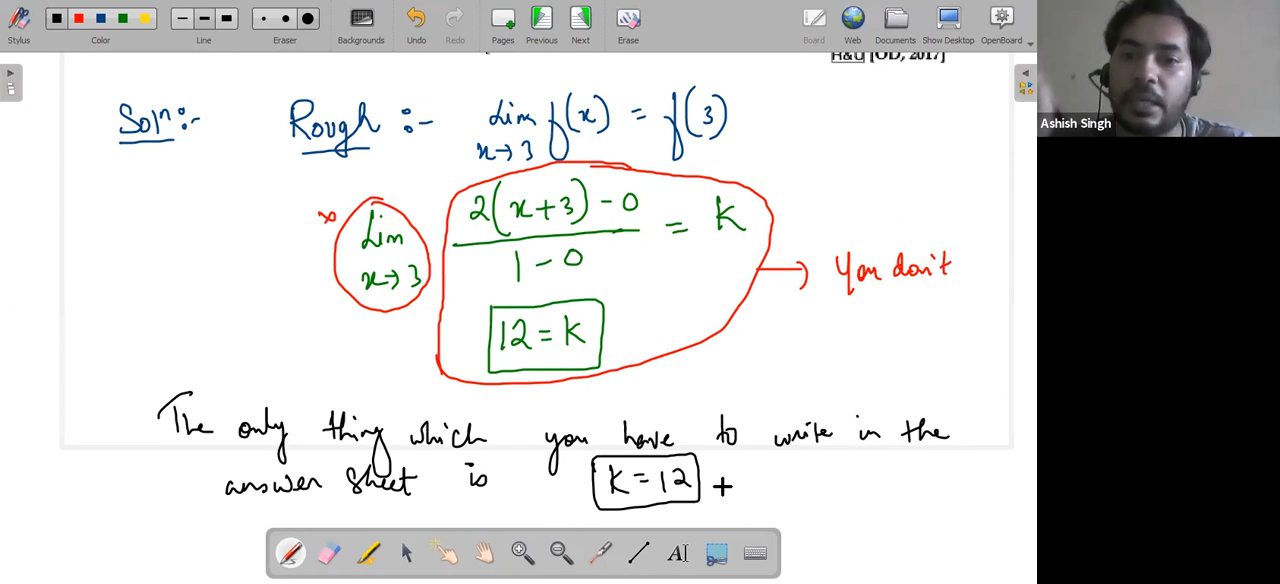 Stylus
Color
Line
Eraser
Backgrounds
Undo
Redo
Pages
Previous
Next
Erase
Board
Web
Documents
Show Desktop
OpenBoard
R&U [OD, 2017]
Ashish Singh
Solⁿ:-
Rough :- Lim x→3 f(x) = f(3)
Lim x→3 2(x+3) - 0 / 1 - 0 = K
You don't
12 = K
The only thing which you have to write in the
answer sheet is K = 12 +